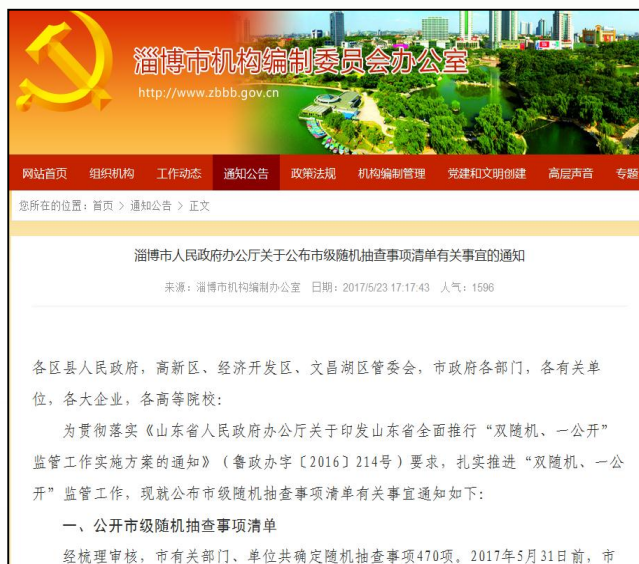 淄博市机构编制委员会办公室
http://www.zbbb.gov.cn
网站首页 组织机构 工作动态 通知公告 政策法规 机构编制管理 党建和文明创建 高层声音 专题
您所在的位置：首页 > 通知公告 > 正文
淄博市人民政府办公厅关于公布市级随机抽查事项清单有关事宜的通知
来源：淄博市机构编制办公室 日期：2017/5/23 17:17:43 人气：1596
各区县人民政府，高新区、经济开发区、文昌湖区管委会，市政府各部门，各有关单
位，各大企业，各高等院校：
为贯彻落实《山东省人民政府办公厅关于印发山东省全面推行“双随机、一公开”
监管工作实施方案的通知》（鲁政办字〔2016〕214号）要求，扎实推进“双随机、一公
开”监管工作，现就公布市级随机抽查事项清单有关事宜通知如下：
一、公开市级随机抽查事项清单
经梳理审核，市有关部门、单位共确定随机抽查事项470项。2017年5月31日前，市